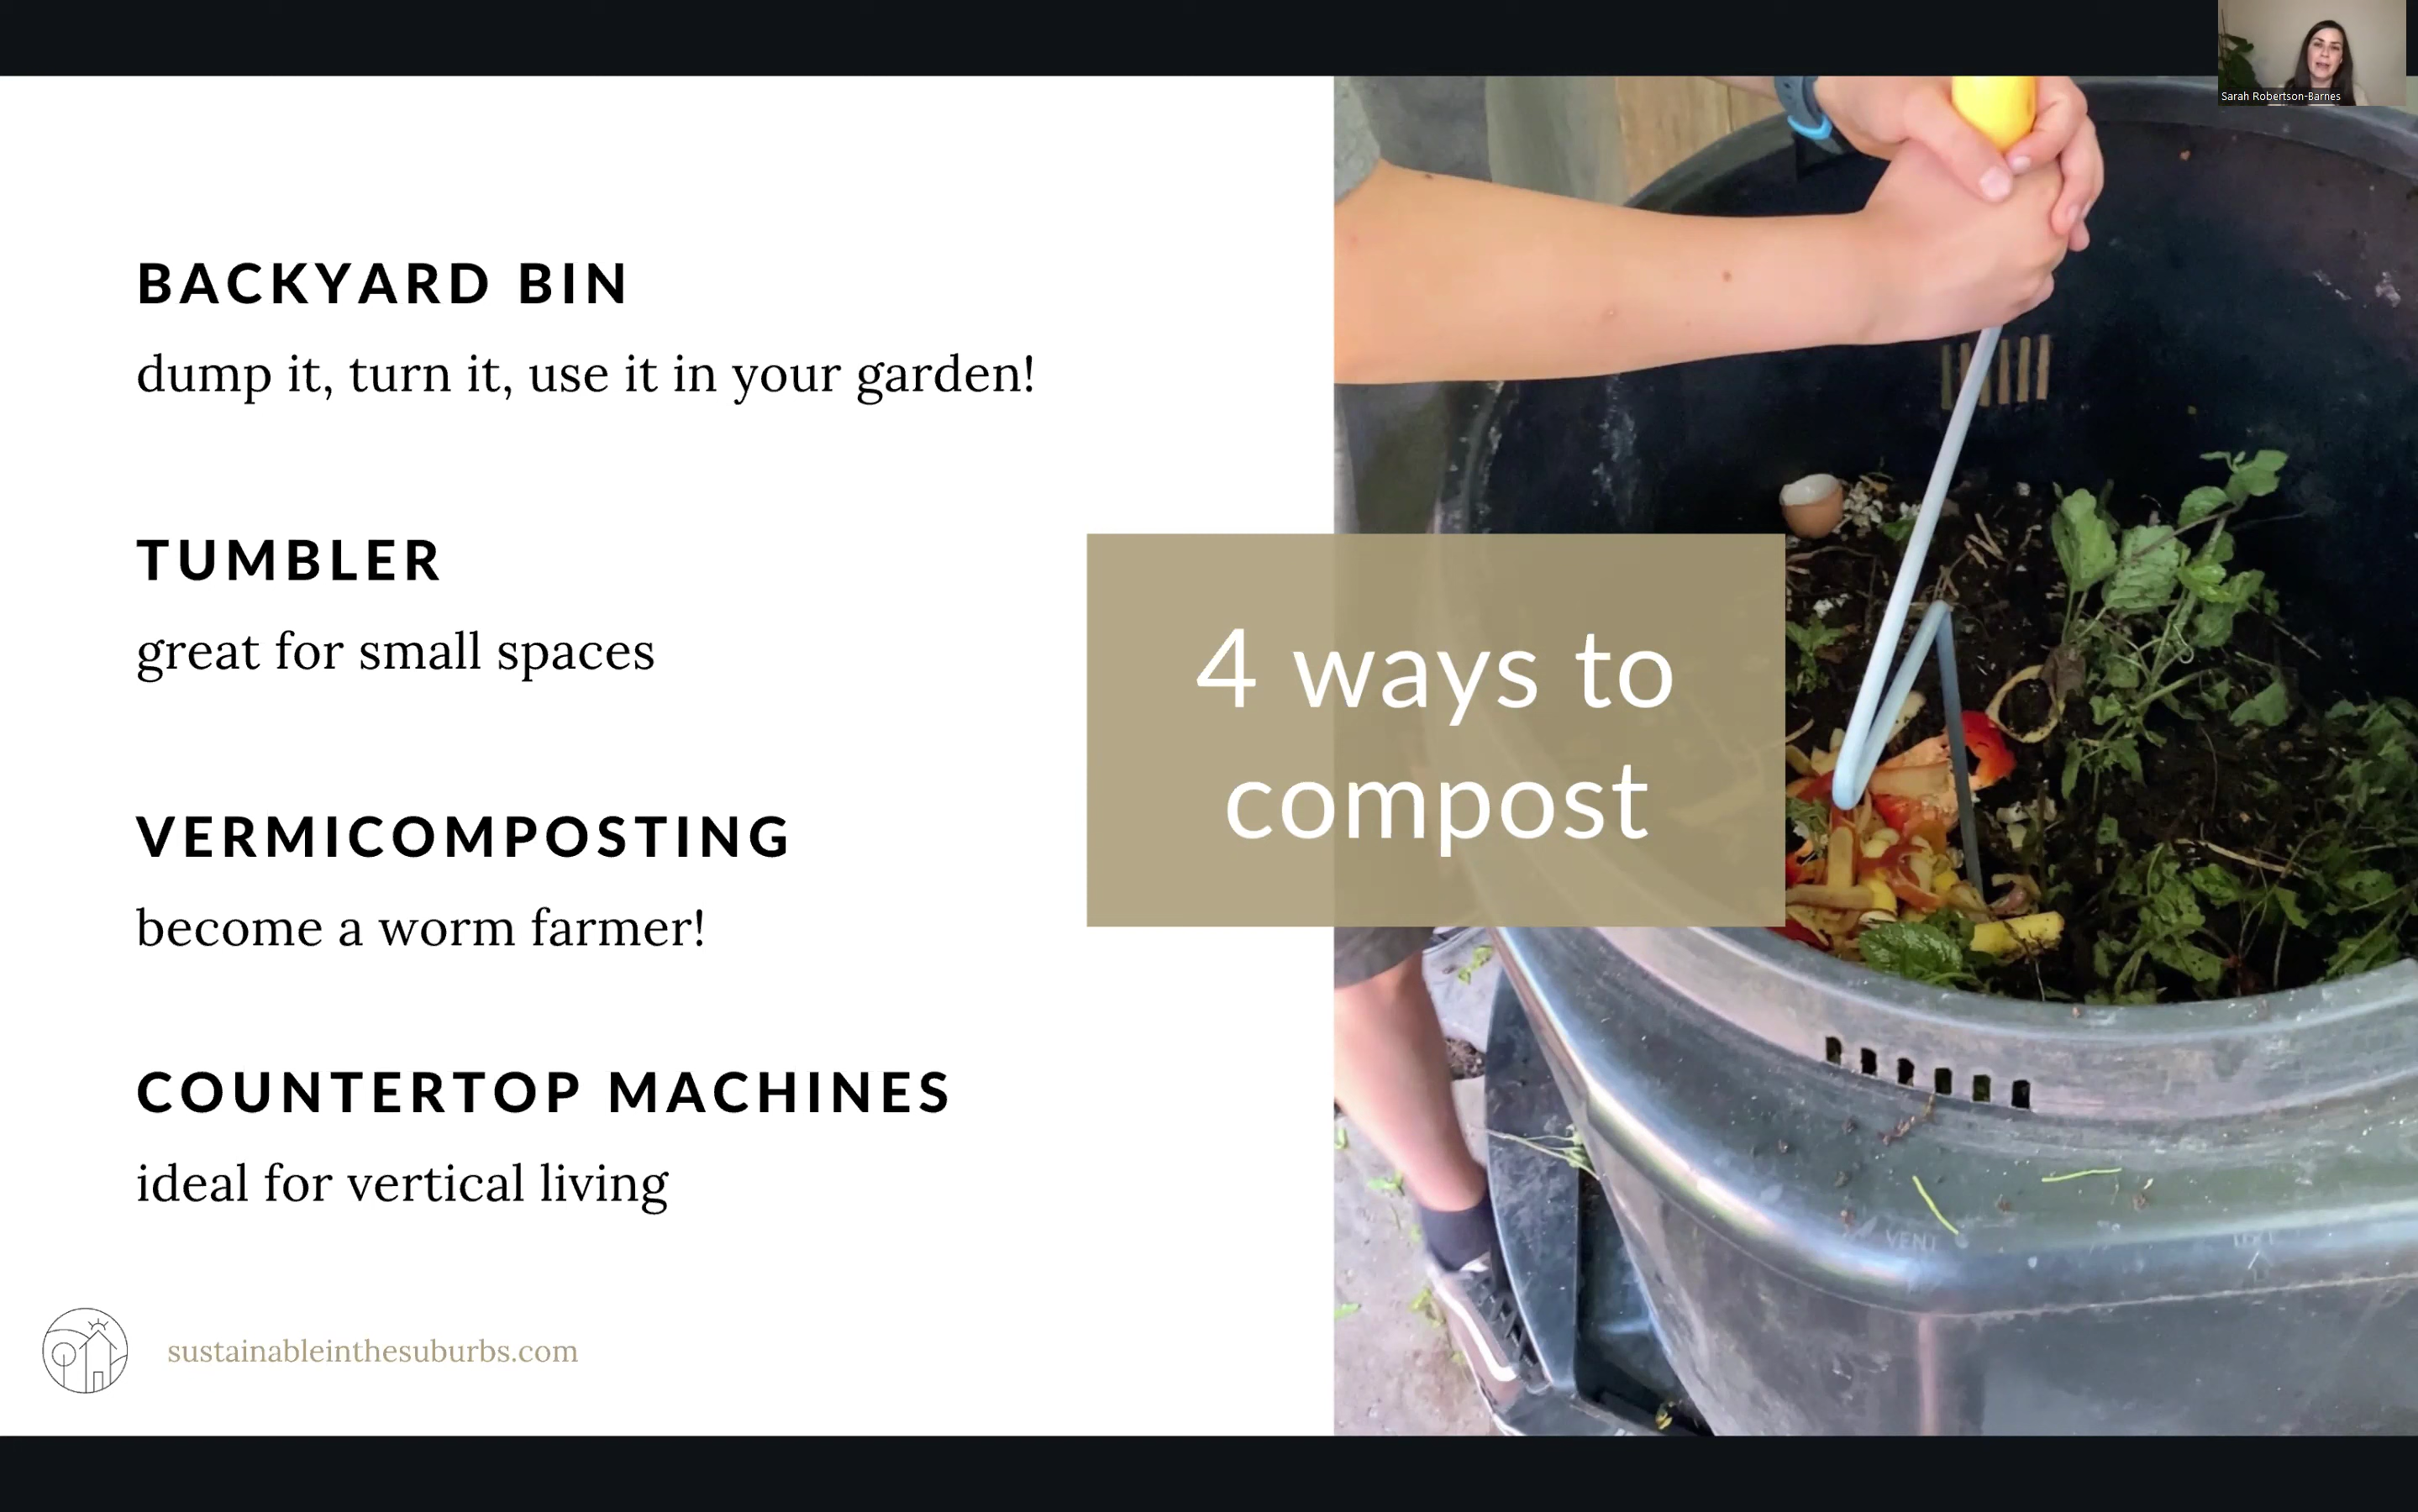 Sarah Robertson-Barnes
BACKYARD BIN
dump it, turn it, use it in your garden!
TUMBLER
great for small spaces
VERMICOMPOSTING
become a worm farmer!
COUNTERTOP MACHINES
ideal for vertical living
4 ways to
compost
VENT
sustainableinthesuburbs.com